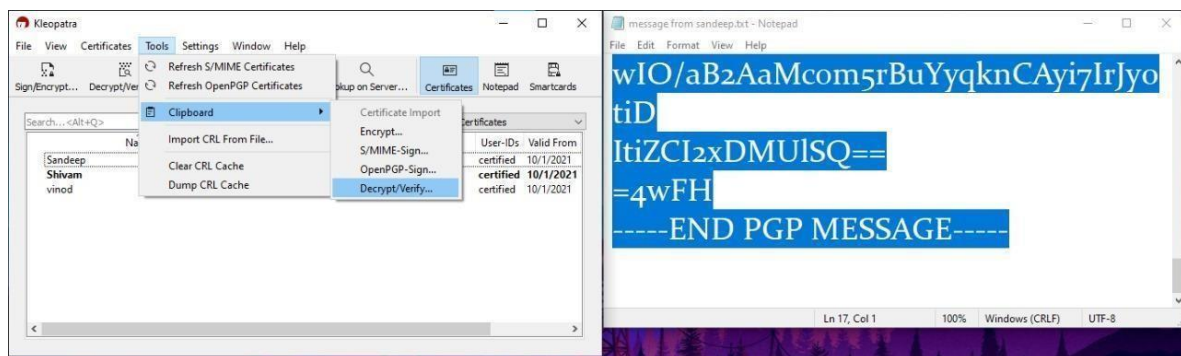 Kleopatra
File View Certificates Tools Settings Window Help
Sign/Encrypt... Decrypt/Ver
Refresh S/MIME Certificates
Refresh OpenPGP Certificates
Clipboard
Import CRL From File...
Clear CRL Cache
Dump CRL Cache
Certificate Import
Encrypt...
S/MIME-Sign...
OpenPGP-Sign...
Decrypt/Verify...
okup on Server... Certificates Notepad Smartcards
Search...<Alt+Q>
Certificates
Na User-IDs Valid From
Sandeep certified 10/1/2021
Shivam certified 10/1/2021
vinod certified 10/1/2021
message from sandeep.txt - Notepad
File Edit Format View Help
wIO/aB2AaMcom5rBuYyqknCAyi7IrJyo
tiD
ItiZCI2xDMUlSQ==
=4wFH
-----END PGP MESSAGE-----
Ln 17, Col 1 100% Windows (CRLF) UTF-8